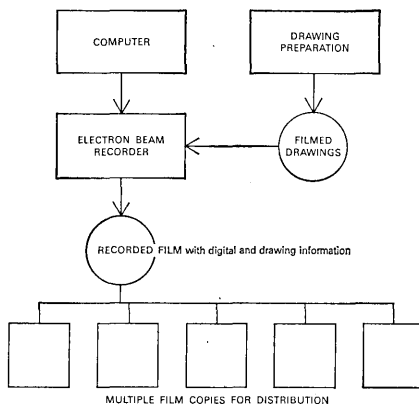 COMPUTER
DRAWING
PREPARATION
ELECTRON BEAM
RECORDER
FILMED
DRAWINGS
RECORDED FILM with digital and drawing information
MULTIPLE FILM COPIES FOR DISTRIBUTION